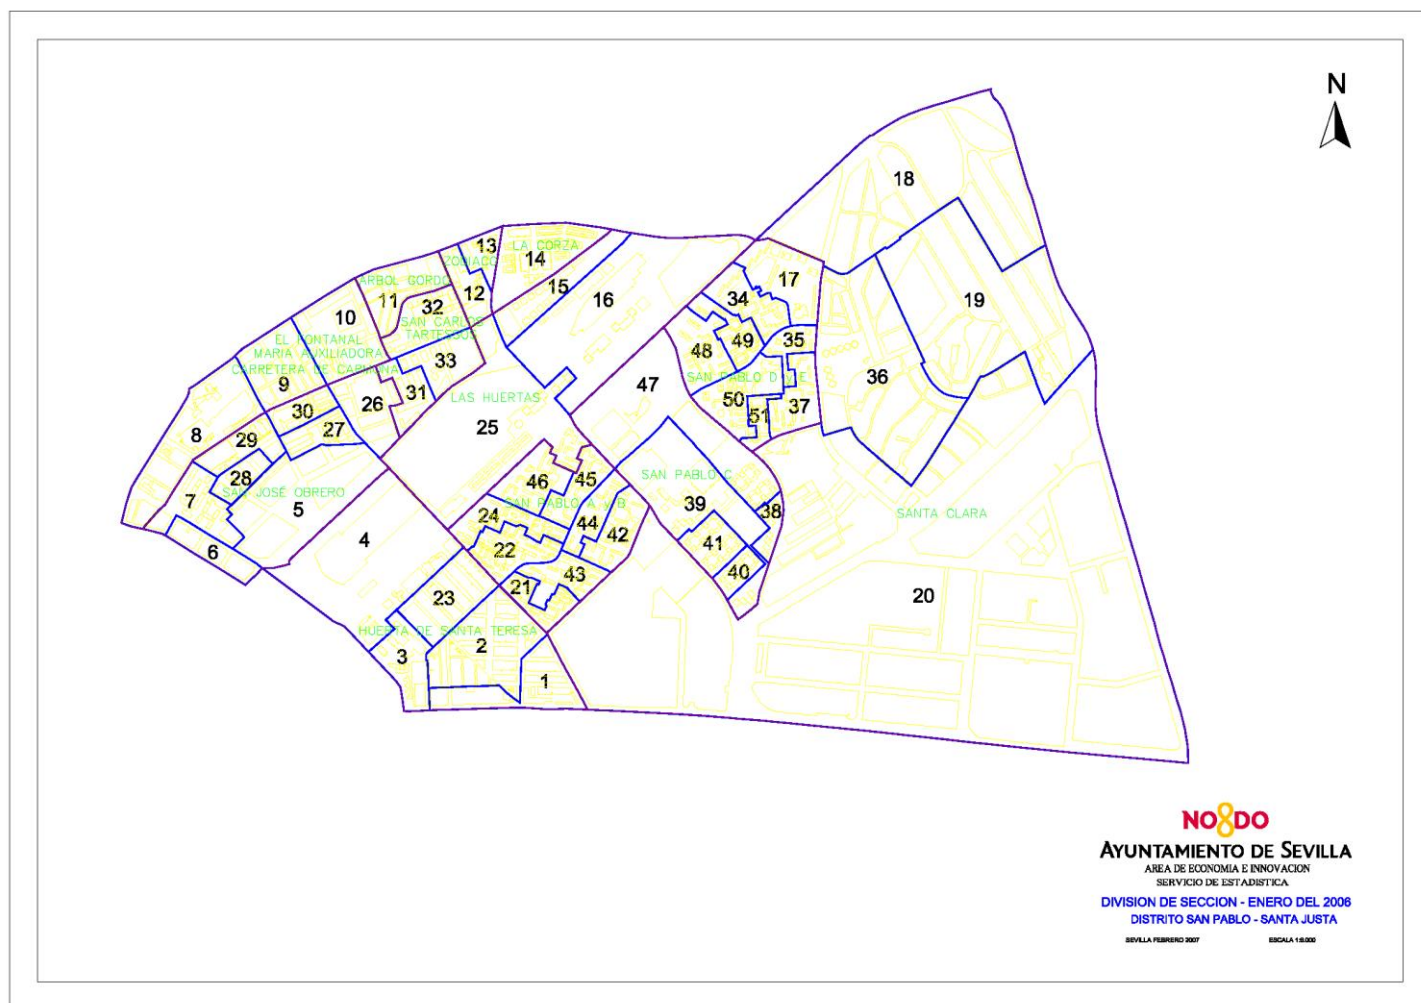 N
18
13
LA CORZA
14
ZODIACO
ARBOL GORDO
17
15
12
11
32
34
16
19
10
SAN CARLOS
TARTESSOS
EL FONTANAL
MARIA AUXILIADORA
CARRETERA DE CARMONA
49
35
48
33
36
SAN PABLO D y E
9
47
31
LAS HUERTAS
50
37
30
26
51
25
27
8
29
SAN PABLO C
28
46
45
SAN JOSÉ OBRERO
SAN PABLO A y B
7
5
39
38
SANTA CLARA
24
44
42
4
41
6
22
43
40
21
20
23
HUERTA DE SANTA TERESA
2
3
1
NO8DO
AYUNTAMIENTO DE SEVILLA
AREA DE ECONOMIA E INNOVACION
SERVICIO DE ESTADISTICA
DIVISION DE SECCION - ENERO DEL 2006
DISTRITO SAN PABLO - SANTA JUSTA
SEVILLA FEBRERO 2007 ESCALA 1:8.000